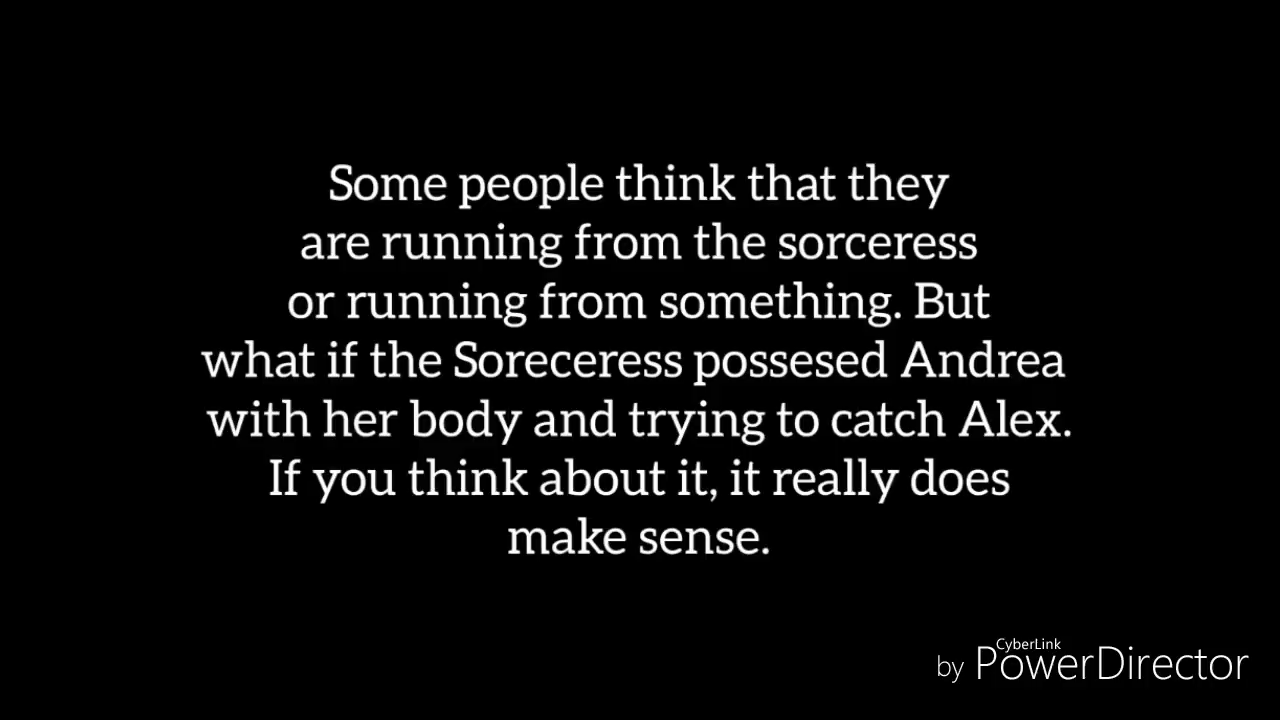 Some people think that they
are running from the sorceress
or running from something. But
what if the Soreceress possesed Andrea
with her body and trying to catch Alex.
If you think about it, it really does
make sense.
CyberLink
by PowerDirector